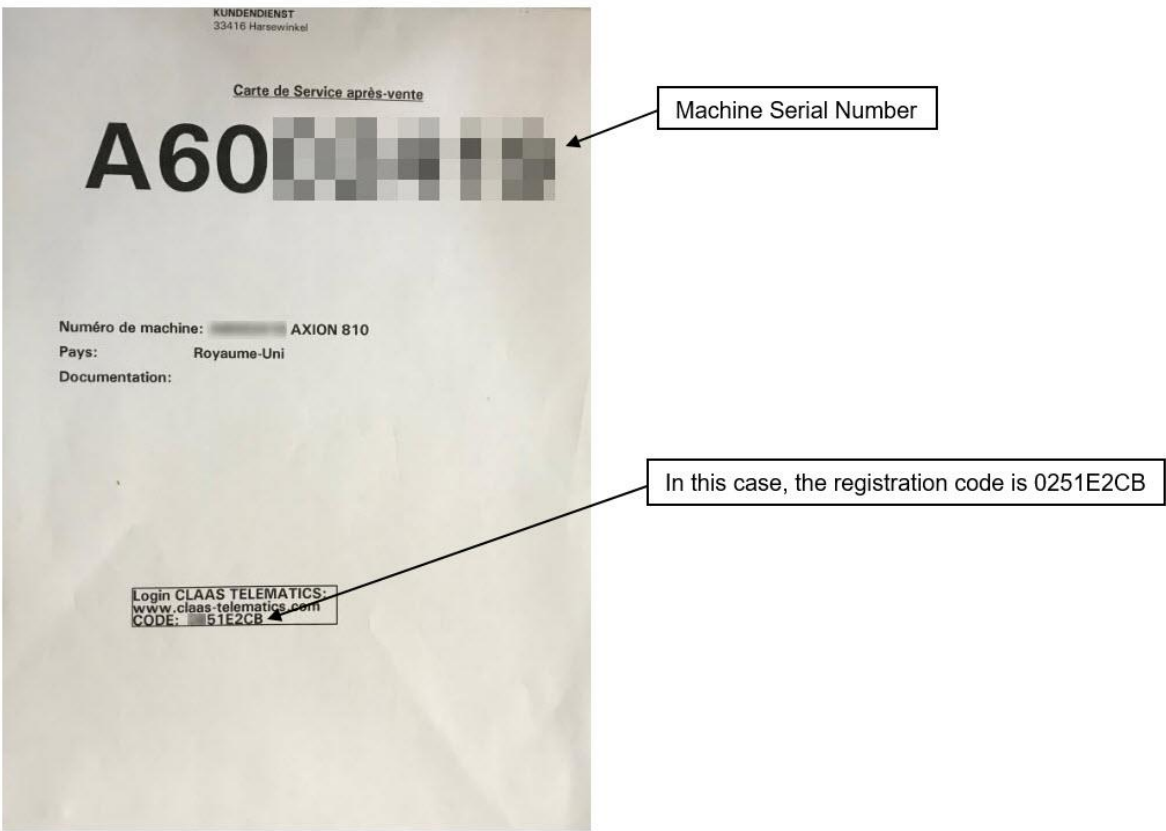 KUNDENDIENST
33416 Harsewinkel
Carte de Service après-vente
A60
Machine Serial Number
Numéro de machine: AXION 810
Pays: Royaume-Uni
Documentation:
In this case, the registration code is 0251E2CB
Login CLAAS TELEMATICS:
www.claas-telematics.com
CODE: 51E2CB